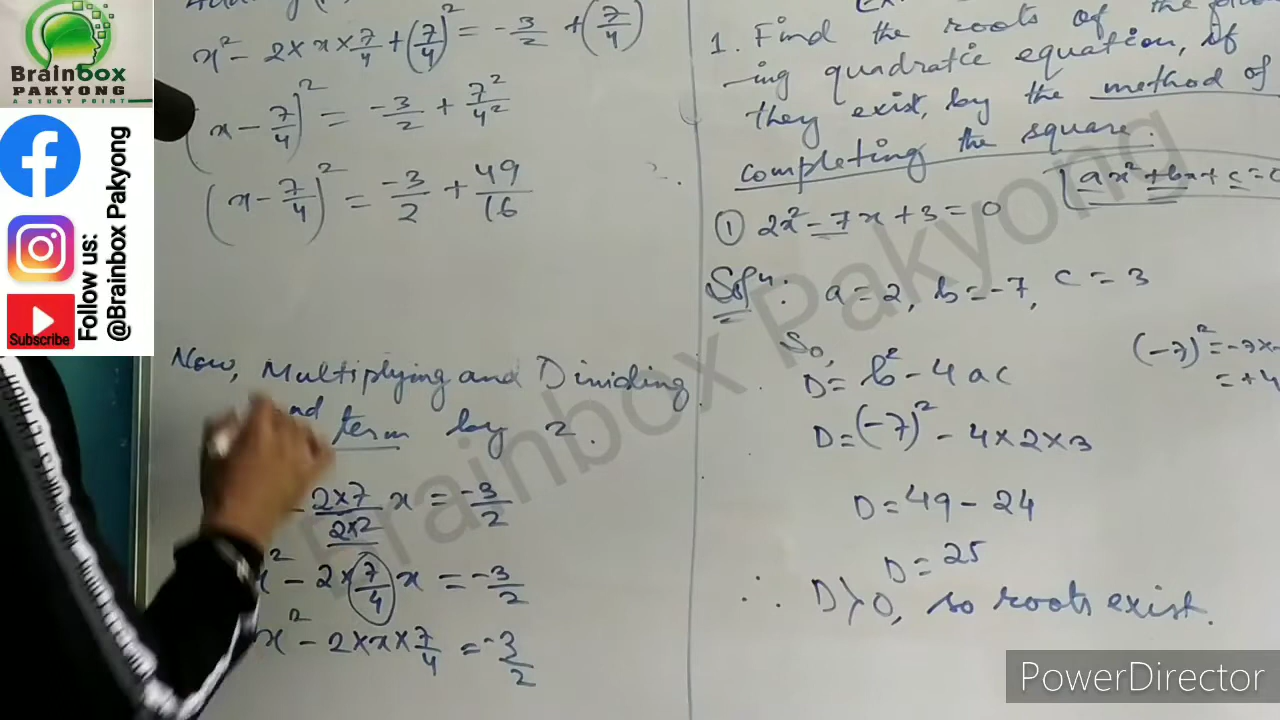 Brainbox
PAKYONG
A STUDY POINT
Follow us:
@Brainbox Pakyong
Subscribe
Adding
x² - 2 × x × 7/4 + (7/4)² = -3/2 + (7/4)
(x - 7/4)² = -3/2 + 7²/4²
(x - 7/4)² = -3/2 + 49/16
Now, Multiplying and Dividing
nd term by 2.
- 2×7/2×2 x = -3/2
x² - 2 × 7/4 x = -3/2
x² - 2 × x × 7/4 = -3/2
1. Find the roots of the
-ing quadratic equation, if
they exist, by the method of
completing the square.
ax² + bx + c =
① 2x² - 7x + 3 = 0
Solⁿ: a = 2, b = -7, c = 3
So,
D = b² - 4ac
(-7)² = -7×-
= +4
D = (-7)² - 4×2×3
D = 49 - 24
D = 25
∴ D > 0, so roots exist.
Brainbox Pakyong
PowerDirector